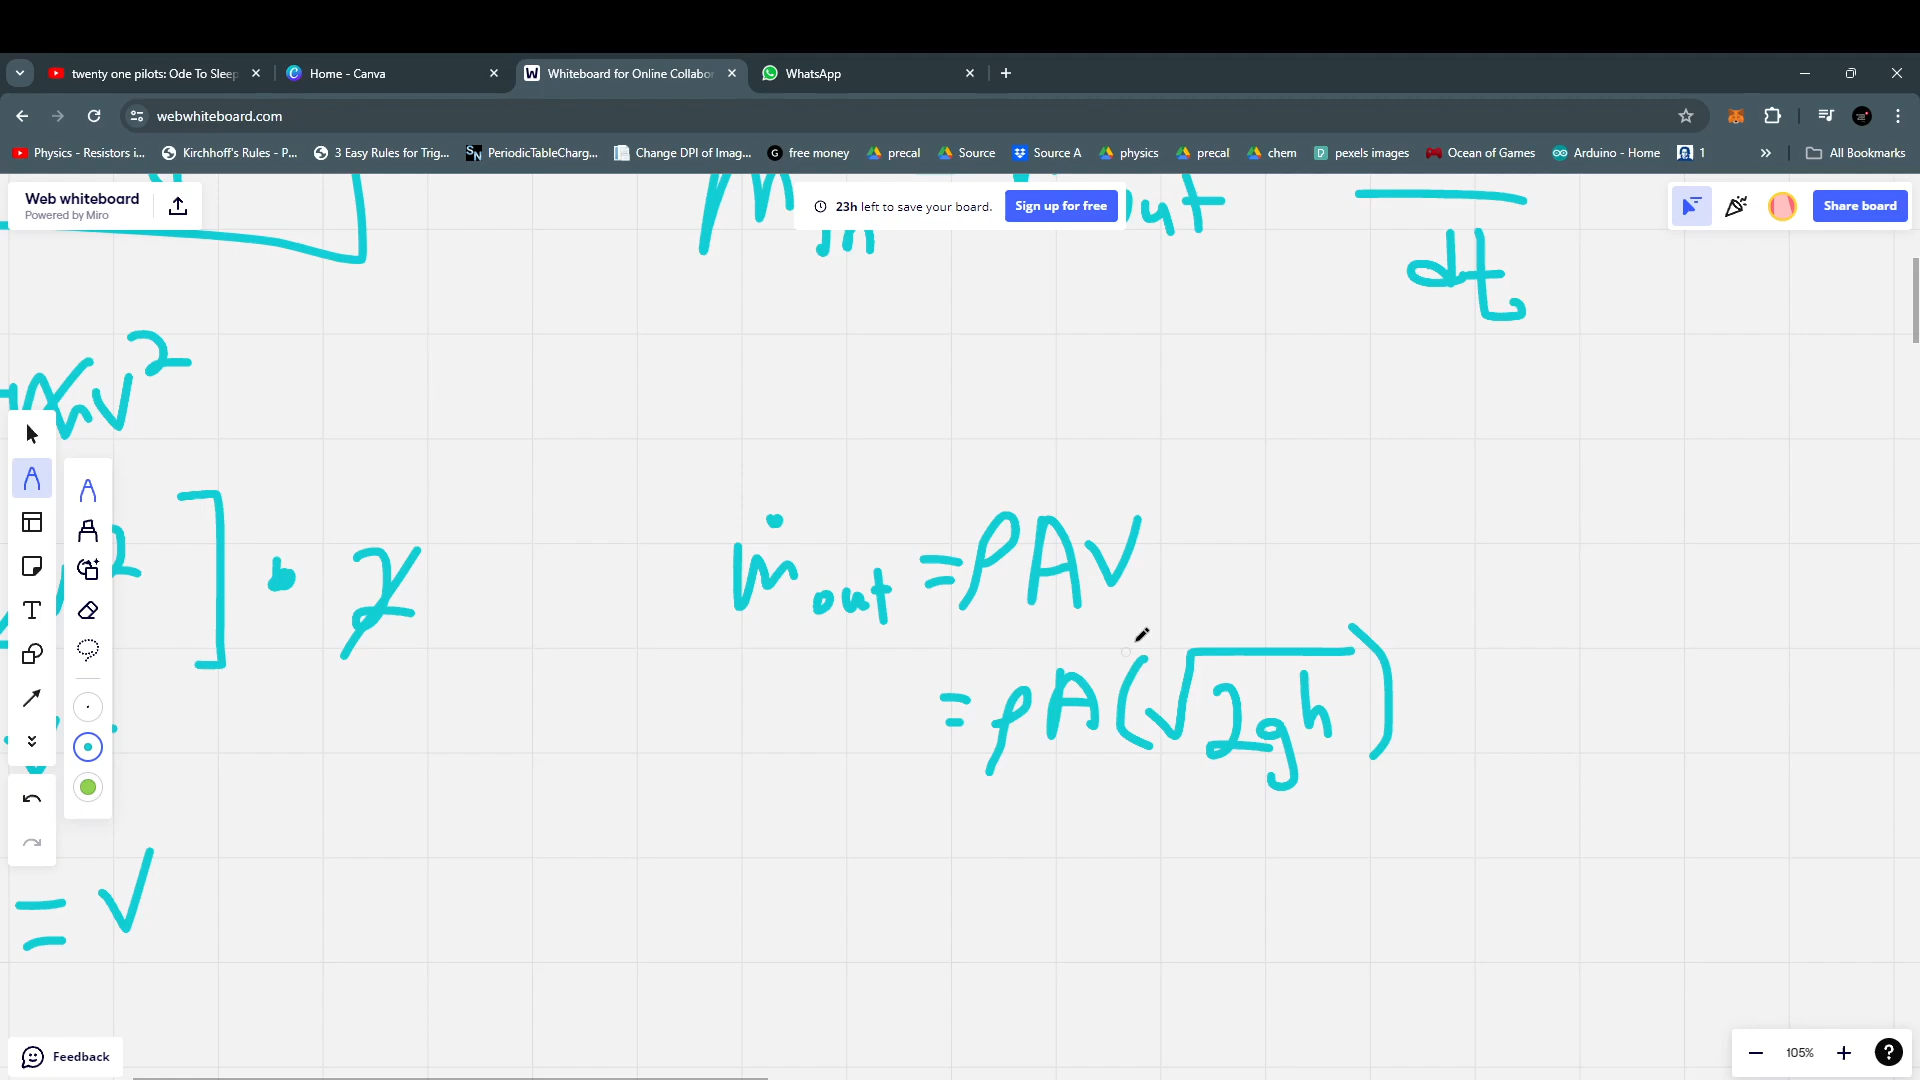 twenty one pilots: Ode To Sleep
Home - Canva
Whiteboard for Online Collabor
WhatsApp
webwhiteboard.com
Physics - Resistors i...
Kirchhoff's Rules - P...
3 Easy Rules for Trig...
PeriodicTableCharg...
Change DPI of Imag...
free money
precal
Source
Source A
physics
precal
chem
pexels images
Ocean of Games
Arduino - Home
1
All Bookmarks
Web whiteboard
Powered by Miro
23h left to save your board.
Sign up for free
Share board
dt
v²
] • 2
ṁ out = ρAV
= ρA(√2gh)
= √
Feedback
105%